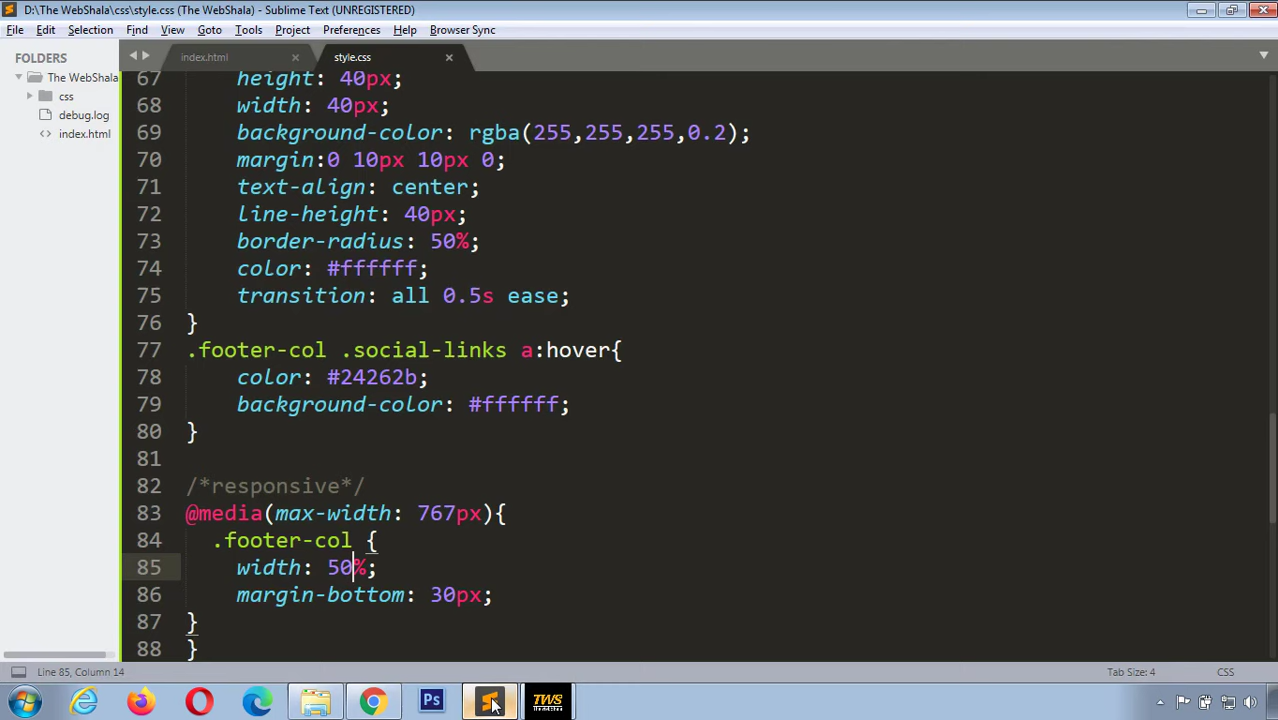 D:\The WebShala\css\style.css (The WebShala) - Sublime Text (UNREGISTERED)
File Edit Selection Find View Goto Tools Project Preferences Help Browser Sync
FOLDERS
The WebShala
css
debug.log
index.html
index.html
style.css
67 height: 40px;
68 width: 40px;
69 background-color: rgba(255,255,255,0.2);
70 margin:0 10px 10px 0;
71 text-align: center;
72 line-height: 40px;
73 border-radius: 50%;
74 color: #ffffff;
75 transition: all 0.5s ease;
76 }
77 .footer-col .social-links a:hover{
78 color: #24262b;
79 background-color: #ffffff;
80 }
81
82 /*responsive*/
83 @media(max-width: 767px){
84 .footer-col {
85 width: 50%;
86 margin-bottom: 30px;
87 }
88 }
Line 85, Column 14
Tab Size: 4
CSS
Ps
TWS